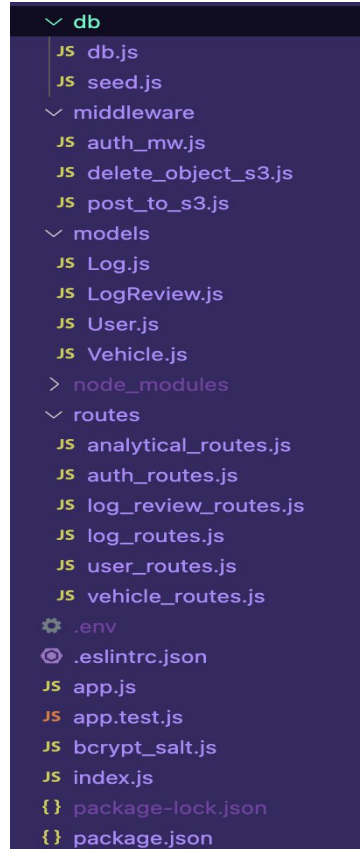 db
JS db.js
JS seed.js
middleware
JS auth_mw.js
JS delete_object_s3.js
JS post_to_s3.js
models
JS Log.js
JS LogReview.js
JS User.js
JS Vehicle.js
node_modules
routes
JS analytical_routes.js
JS auth_routes.js
JS log_review_routes.js
JS log_routes.js
JS user_routes.js
JS vehicle_routes.js
.env
.eslintrc.json
JS app.js
JS app.test.js
JS bcrypt_salt.js
JS index.js
{} package-lock.json
{} package.json